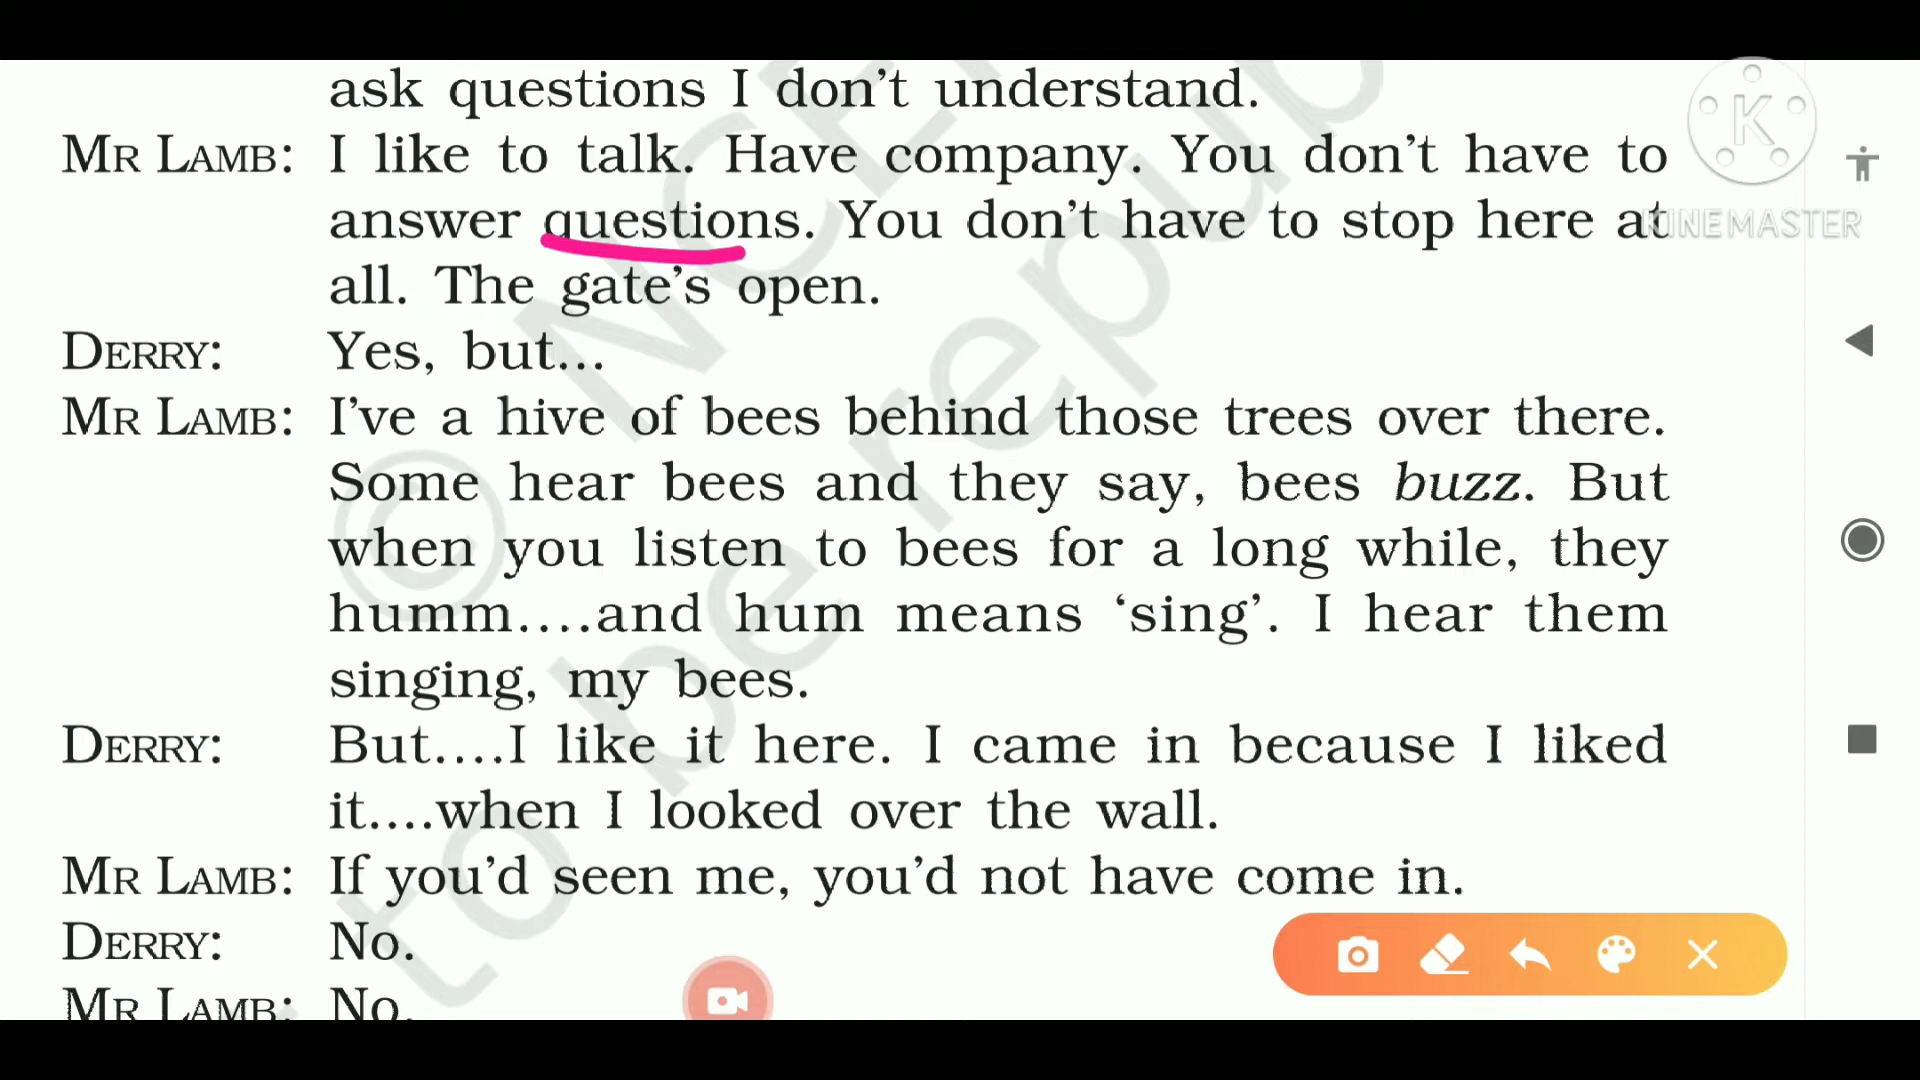 ask questions I don't understand.
MR LAMB: I like to talk. Have company. You don't have to
answer questions. You don't have to stop here at
all. The gate's open.
DERRY: Yes, but...
MR LAMB: I've a hive of bees behind those trees over there.
Some hear bees and they say, bees buzz. But
when you listen to bees for a long while, they
humm....and hum means 'sing'. I hear them
singing, my bees.
DERRY: But....I like it here. I came in because I liked
it....when I looked over the wall.
MR LAMB: If you'd seen me, you'd not have come in.
DERRY: No.
MR LAMB: No.
K
KINEMASTER
© NCE
to be repub